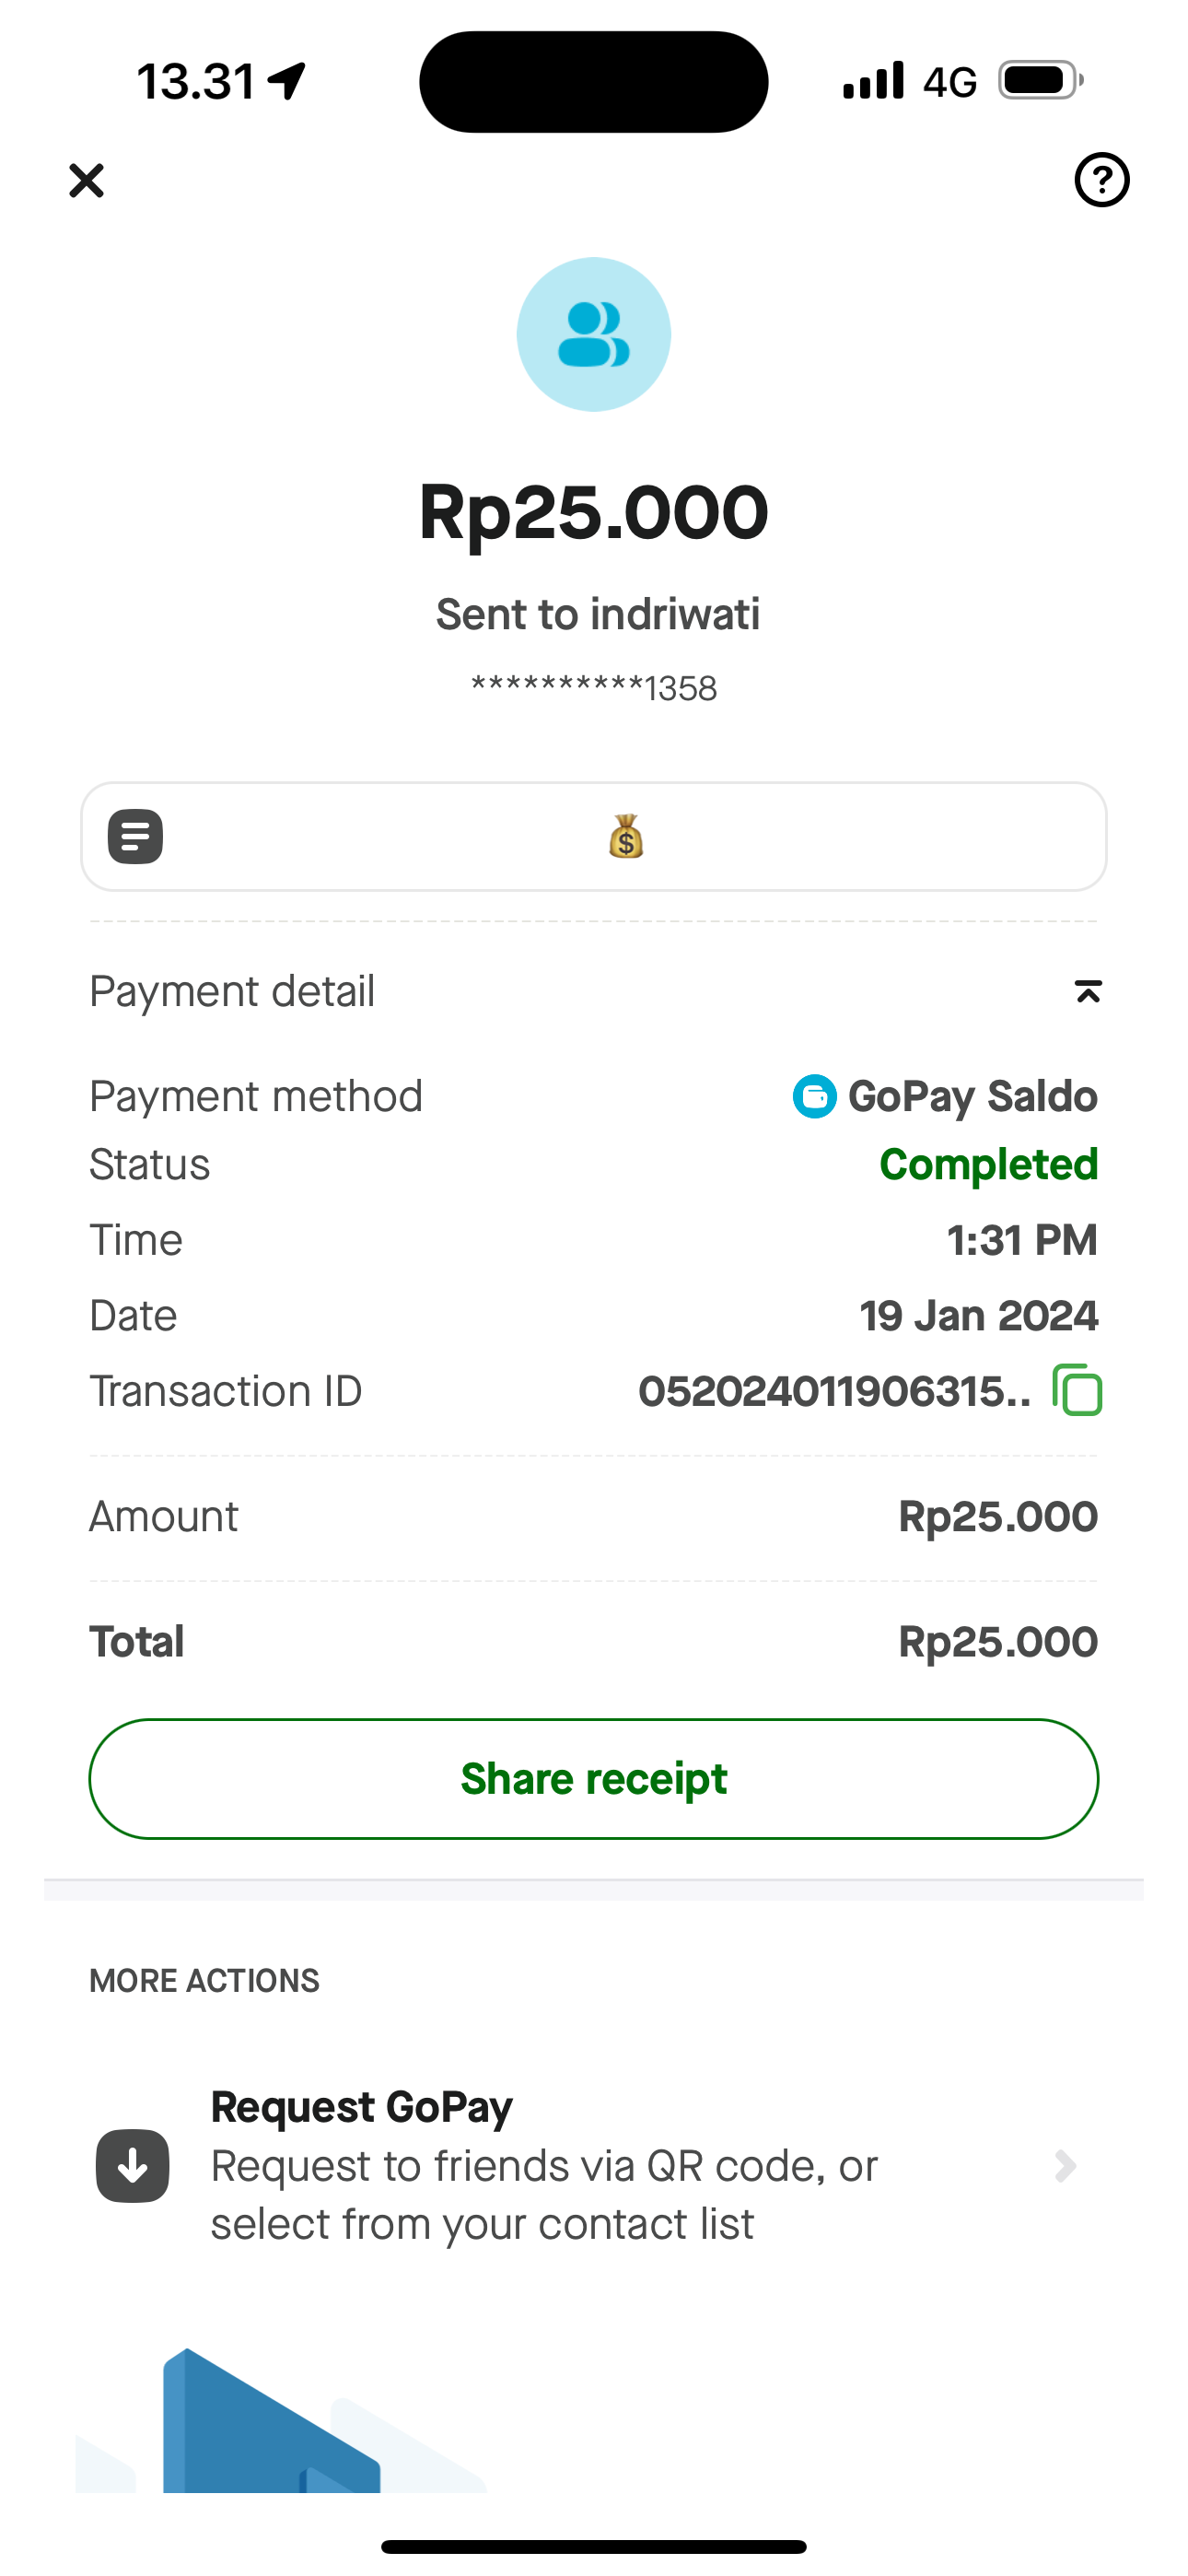 13.31
4G
Rp25.000
Sent to indriwati
**********1358
Payment detail
Payment method GoPay Saldo
Status Completed
Time 1:31 PM
Date 19 Jan 2024
Transaction ID 052024011906315..
Amount Rp25.000
Total Rp25.000
Share receipt
MORE ACTIONS
Request GoPay
Request to friends via QR code, or
select from your contact list